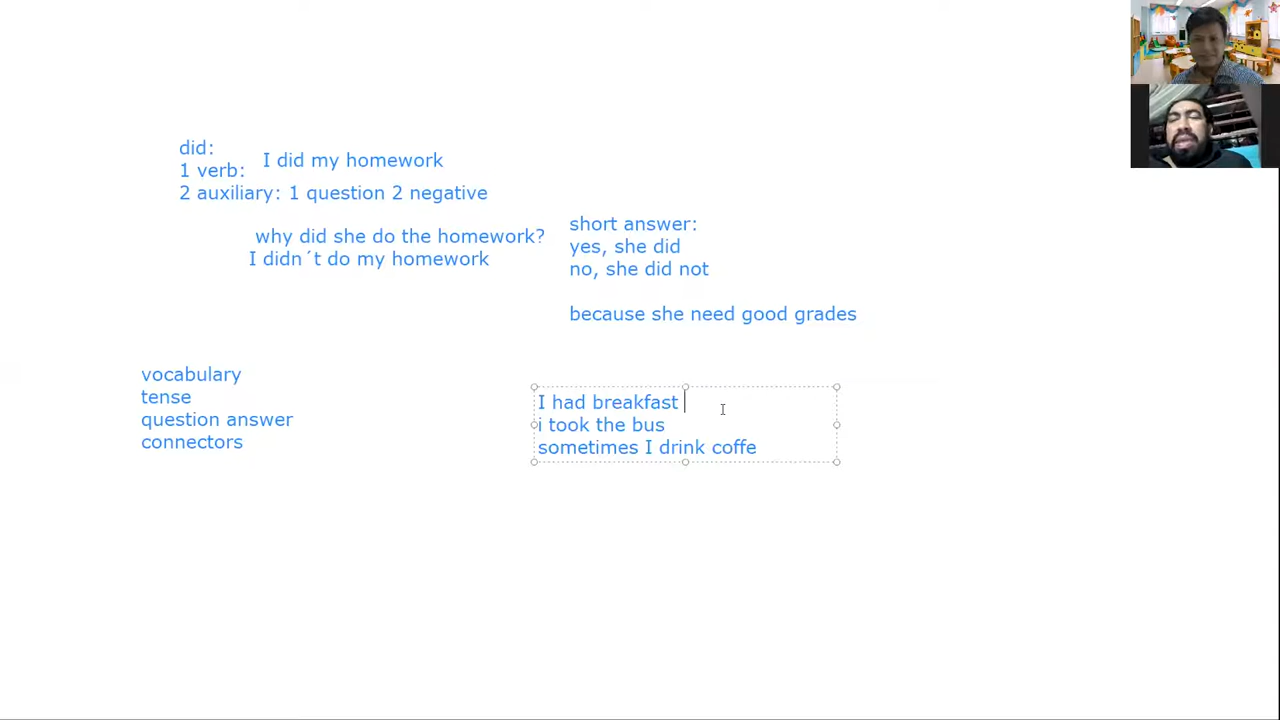 did:
1 verb:
I did my homework
2 auxiliary: 1 question 2 negative
why did she do the homework?
I didn´t do my homework
short answer:
yes, she did
no, she did not
because she need good grades
vocabulary
tense
question answer
connectors
I had breakfast
i took the bus
sometimes I drink coffe